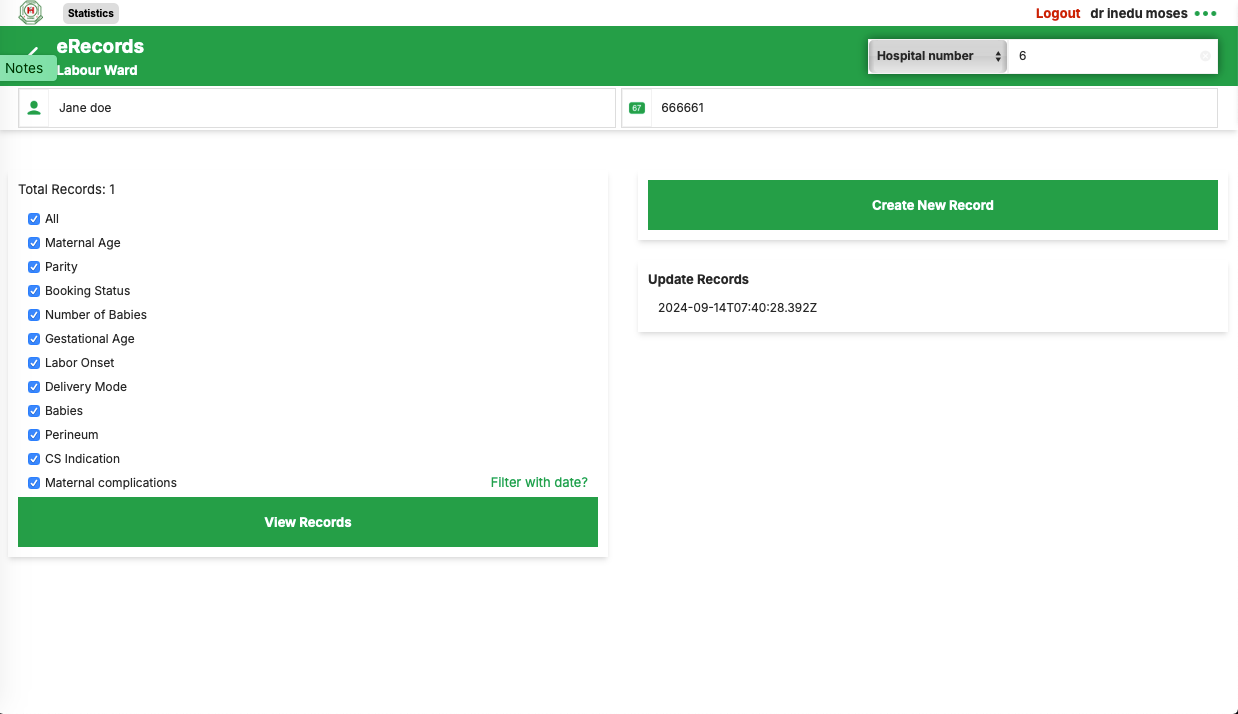 H
Statistics
Logout
dr inedu moses
eRecords
Notes
Labour Ward
Hospital number
6
Jane doe
67
666661
Total Records: 1
All
Maternal Age
Parity
Booking Status
Number of Babies
Gestational Age
Labor Onset
Delivery Mode
Babies
Perineum
CS Indication
Maternal complications
Filter with date?
View Records
Create New Record
Update Records
2024-09-14T07:40:28.392Z